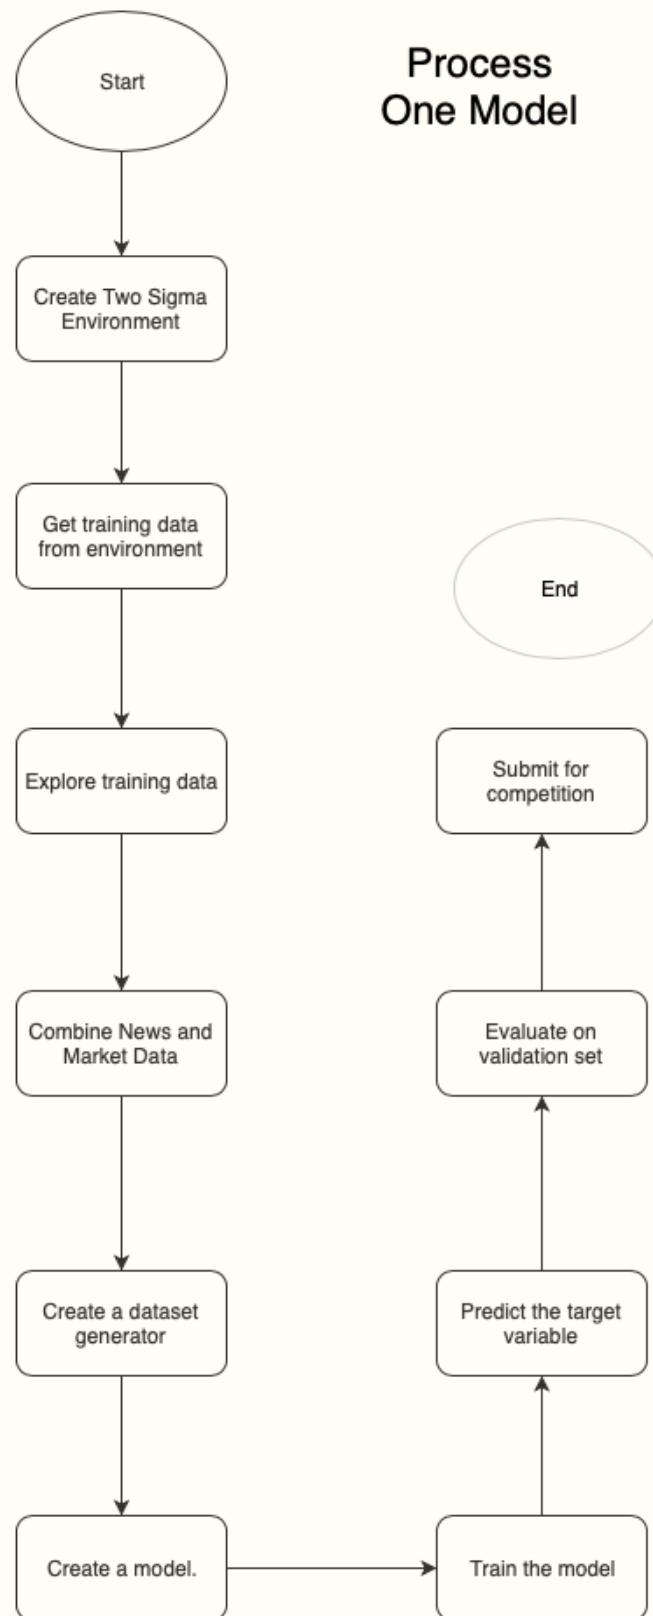 Process
One Model
Start
Create Two Sigma
Environment
Get training data
from environment
Explore training data
Combine News and
Market Data
Create a dataset
generator
Create a model.
Train the model
Predict the target
variable
Evaluate on
validation set
Submit for
competition
End